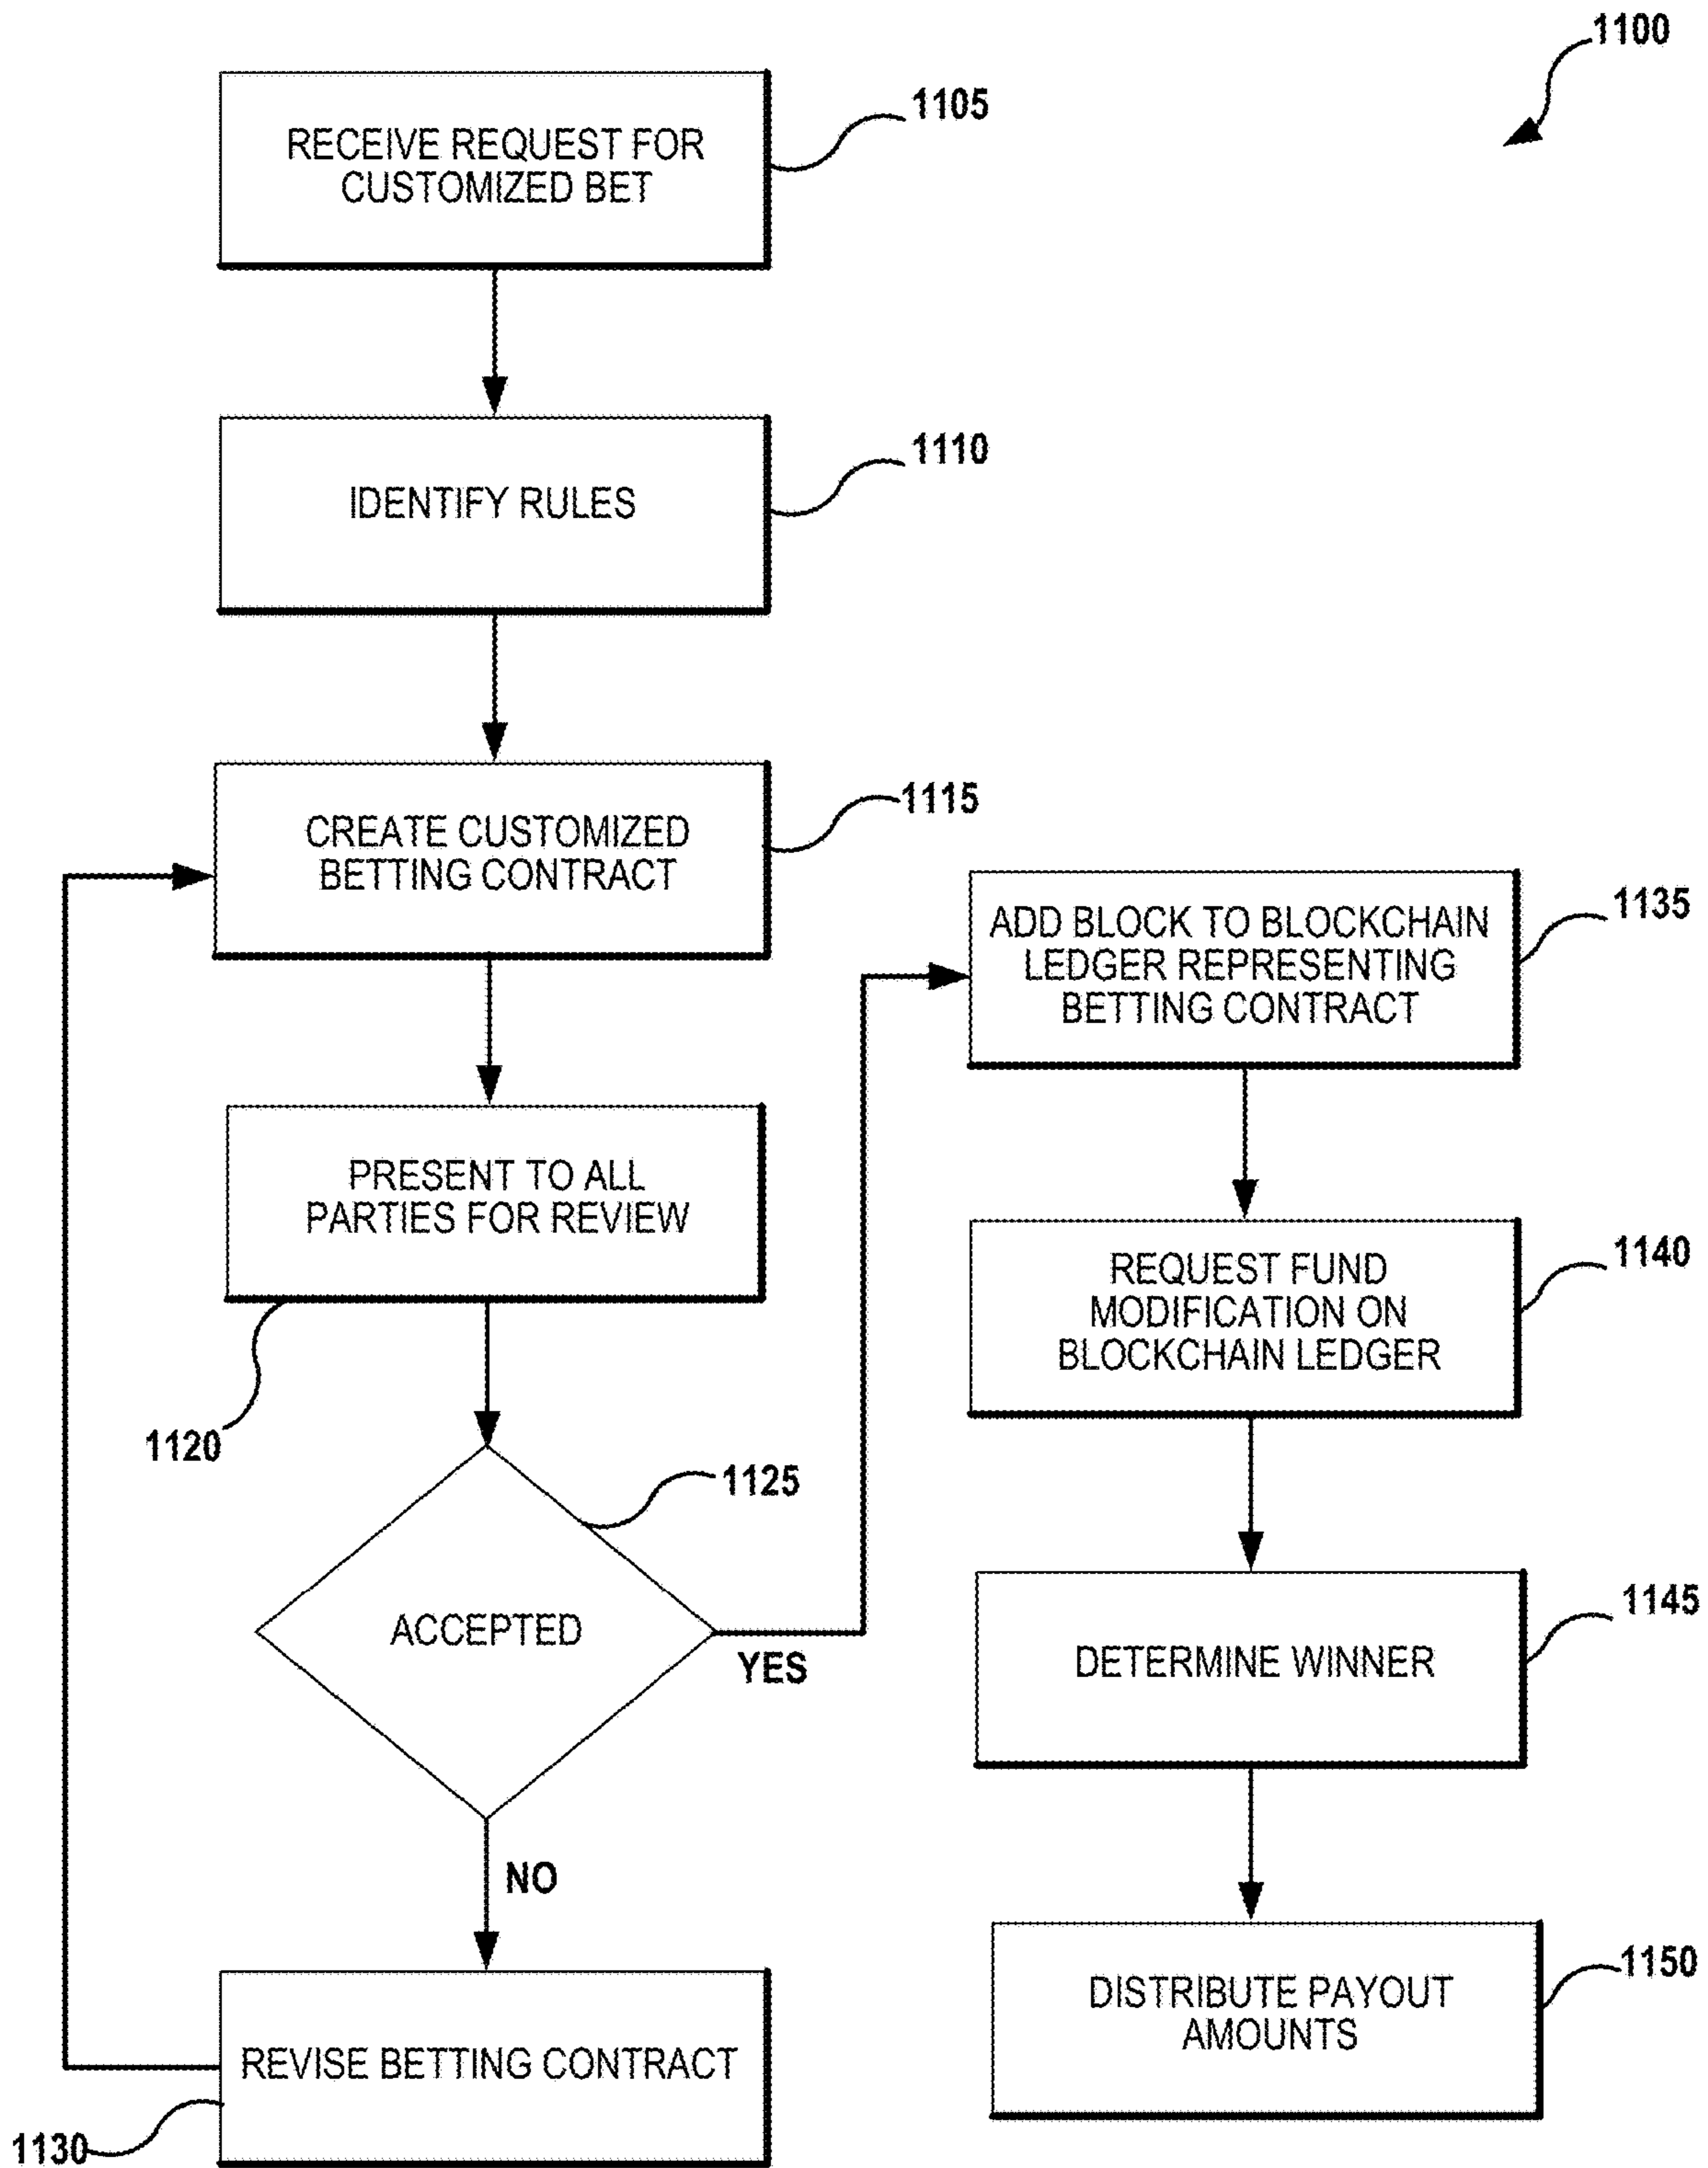 1100
RECEIVE REQUEST FOR
CUSTOMIZED BET
1105
IDENTIFY RULES
1110
CREATE CUSTOMIZED
BETTING CONTRACT
1115
PRESENT TO ALL
PARTIES FOR REVIEW
1120
ACCEPTED
1125
YES
NO
REVISE BETTING CONTRACT
1130
ADD BLOCK TO BLOCKCHAIN
LEDGER REPRESENTING
BETTING CONTRACT
1135
REQUEST FUND
MODIFICATION ON
BLOCKCHAIN LEDGER
1140
DETERMINE WINNER
1145
DISTRIBUTE PAYOUT
AMOUNTS
1150